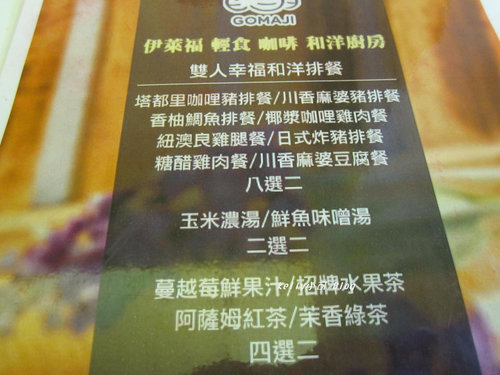 GOMAJI
伊萊福 輕食 咖啡 和洋廚房
雙人幸福和洋排餐
塔都里咖哩豬排餐/川香麻婆豬排餐
香柚鯛魚排餐/椰漿咖哩雞肉餐
紐澳良雞腿餐/日式炸豬排餐
糖醋雞肉餐/川香麻婆豆腐餐
八選二
玉米濃湯/鮮魚味噌湯
二選二
蔓越莓鮮果汁/招牌水果茶
阿薩姆紅茶/茉香綠茶
四選二